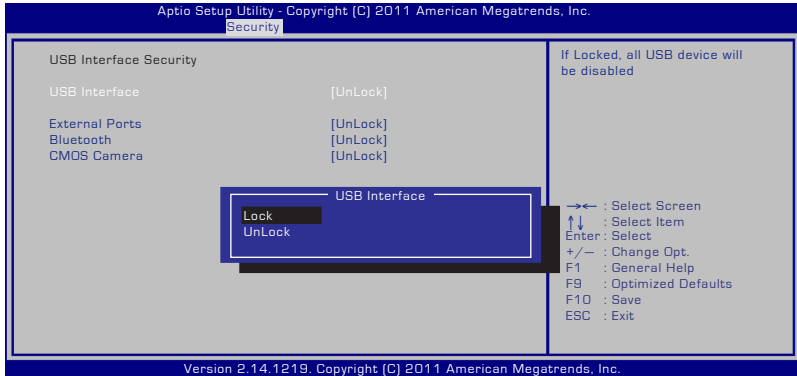 Aptio Setup Utility - Copyright (C) 2011 American Megatrends, Inc.
Security
USB Interface Security
USB Interface [UnLock]
External Ports [UnLock]
Bluetooth [UnLock]
CMOS Camera [UnLock]
USB Interface
Lock
UnLock
If Locked, all USB device will
be disabled
→← : Select Screen
↑↓ : Select Item
Enter : Select
+/— : Change Opt.
F1 : General Help
F9 : Optimized Defaults
F10 : Save
ESC : Exit
Version 2.14.1219. Copyright (C) 2011 American Megatrends, Inc.